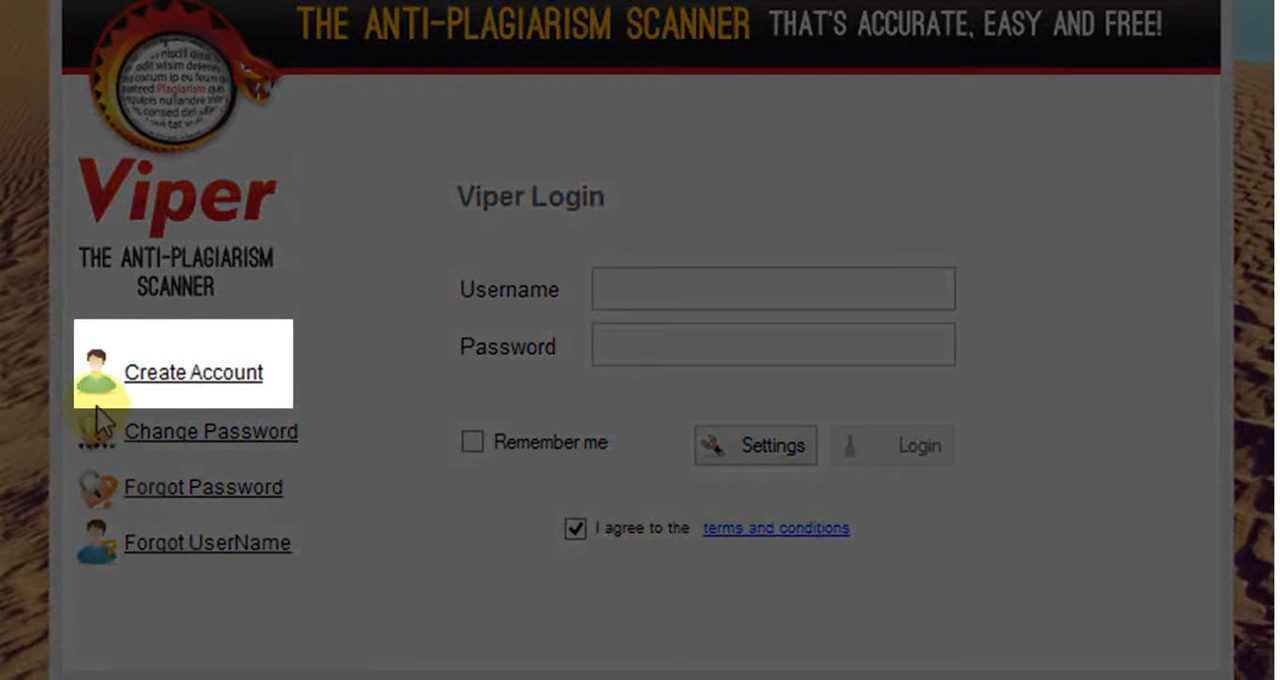 THE ANTI-PLAGIARISM SCANNER THAT'S ACCURATE, EASY AND FREE!
Plagiarism
Viper
THE ANTI-PLAGIARISM
SCANNER
Viper Login
Username
Password
Create Account
Change Password
Forgot Password
Forgot UserName
Remember me
Settings
Login
I agree to the terms and conditions